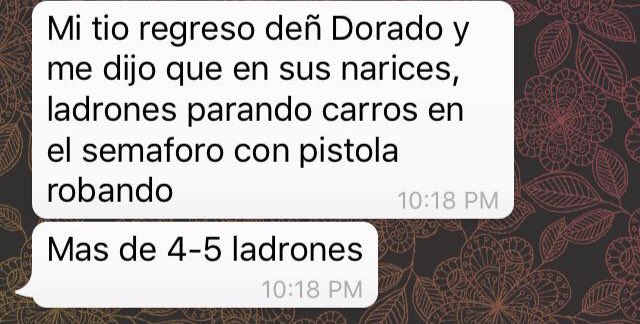 Mi tio regreso deñ Dorado y
me dijo que en sus narices,
ladrones parando carros en
el semaforo con pistola
robando
10:18 PM
Mas de 4-5 ladrones
10:18 PM